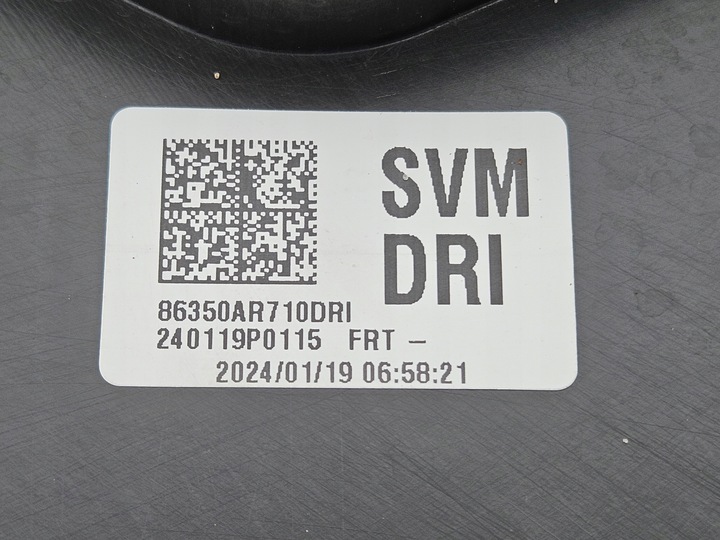 SVM
DRI
86350AR710DRI
240119P0115 FRT -
2024/01/19 06:58:21